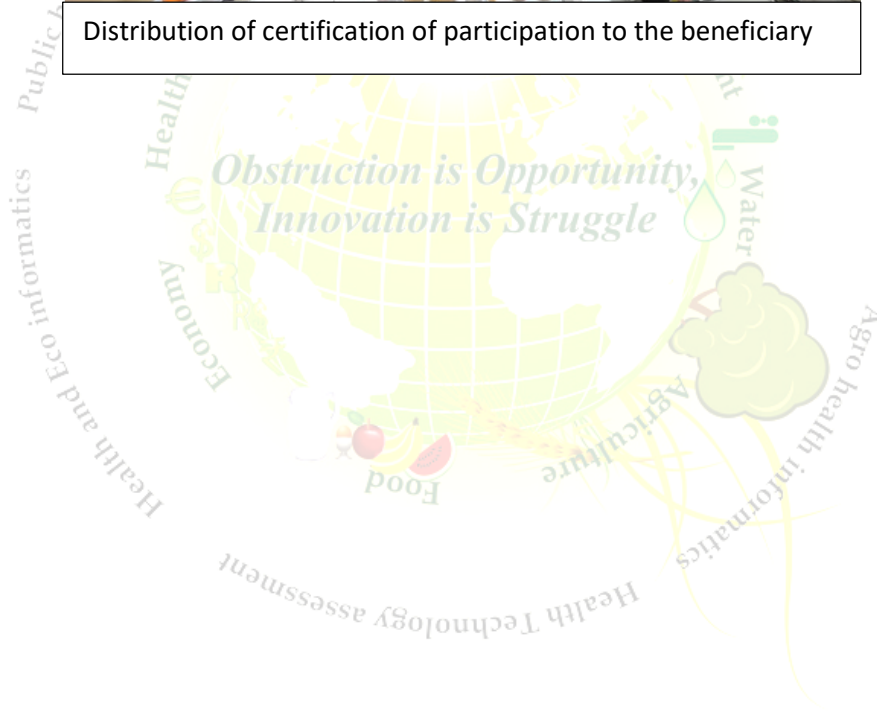 Distribution of certification of participation to the beneficiary
Public
Health
Water
Obstruction is Opportunity,
Innovation is Struggle
Economy
Agriculture
Food
Health and Eco informatics
Agro health informatics
Health Technology assessment